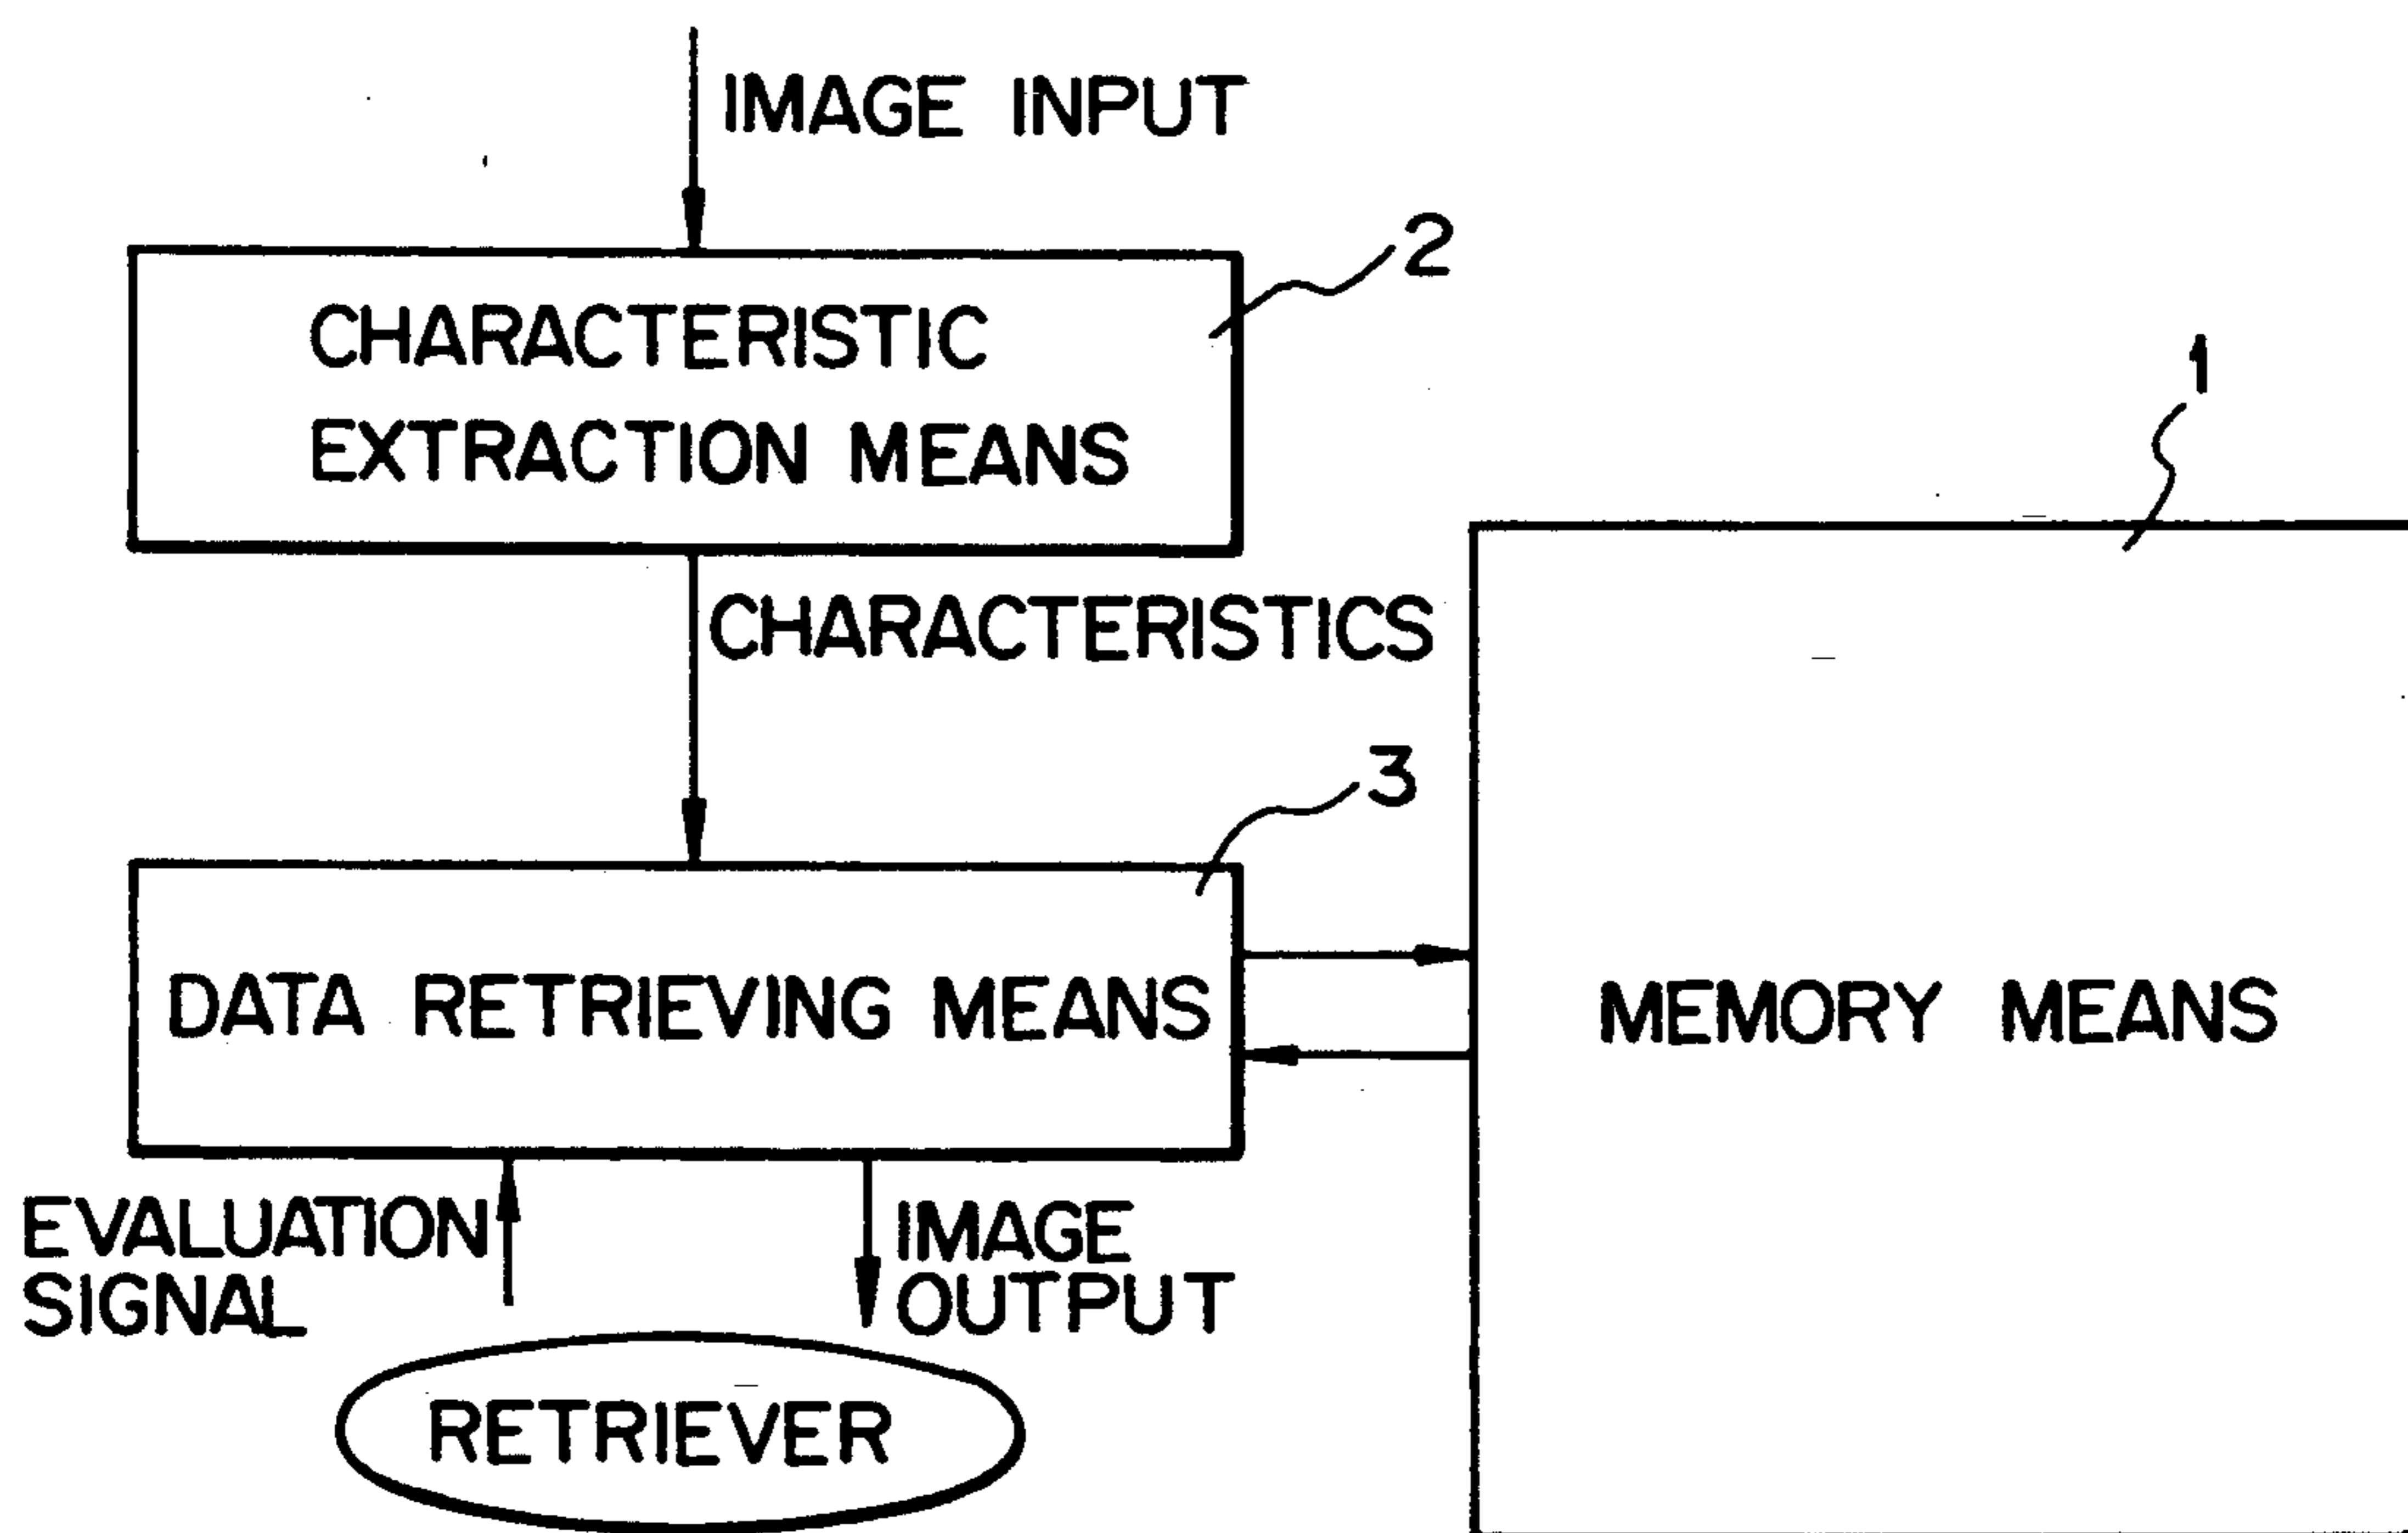 IMAGE INPUT
2
CHARACTERISTIC
EXTRACTION MEANS
1
CHARACTERISTICS
3
DATA RETRIEVING MEANS
MEMORY MEANS
EVALUATION
SIGNAL
IMAGE
OUTPUT
RETRIEVER